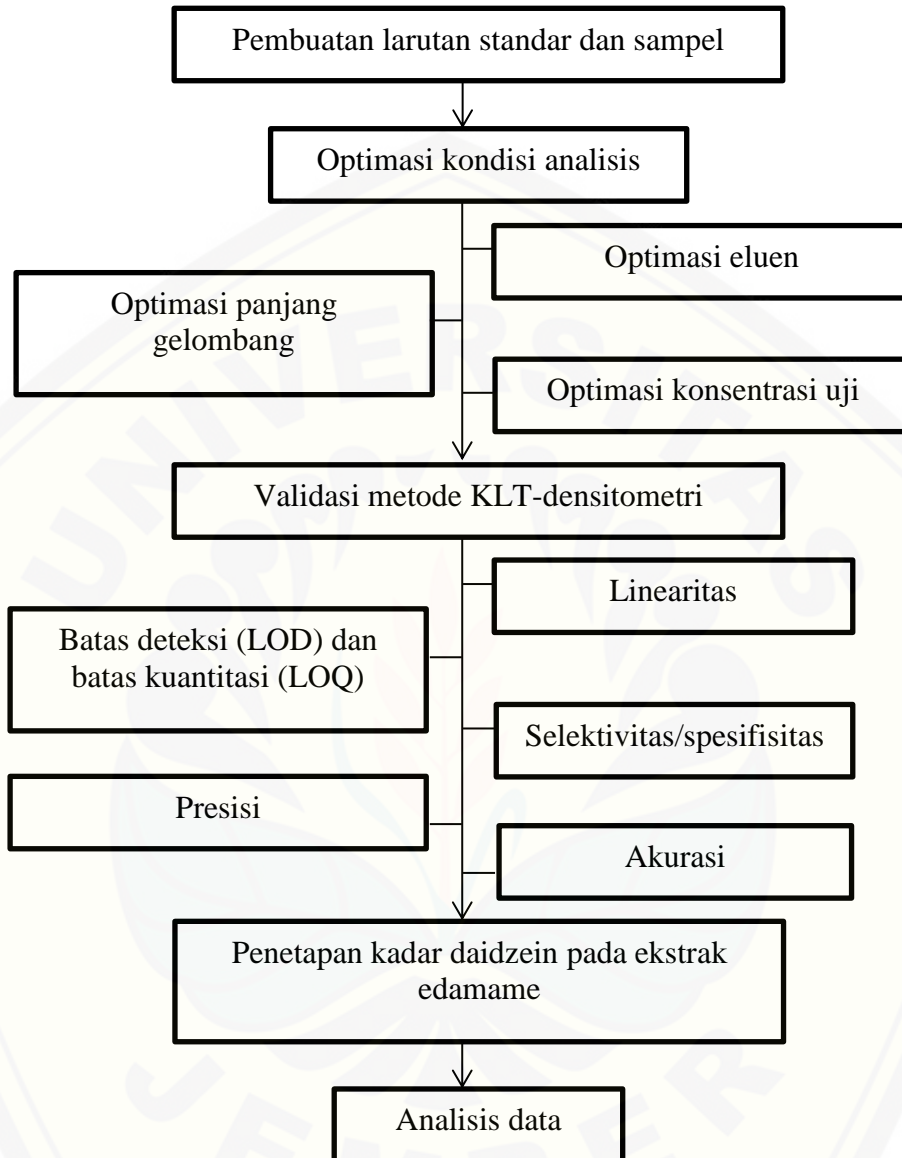 Pembuatan larutan standar dan sampel
Optimasi kondisi analisis
Optimasi eluen
Optimasi panjang
gelombang
Optimasi konsentrasi uji
Validasi metode KLT-densitometri
Linearitas
Batas deteksi (LOD) dan
batas kuantitasi (LOQ)
Selektivitas/spesifisitas
Presisi
Akurasi
Penetapan kadar daidzein pada ekstrak
edamame
Analisis data
UNIVERSITAS
JEMBER